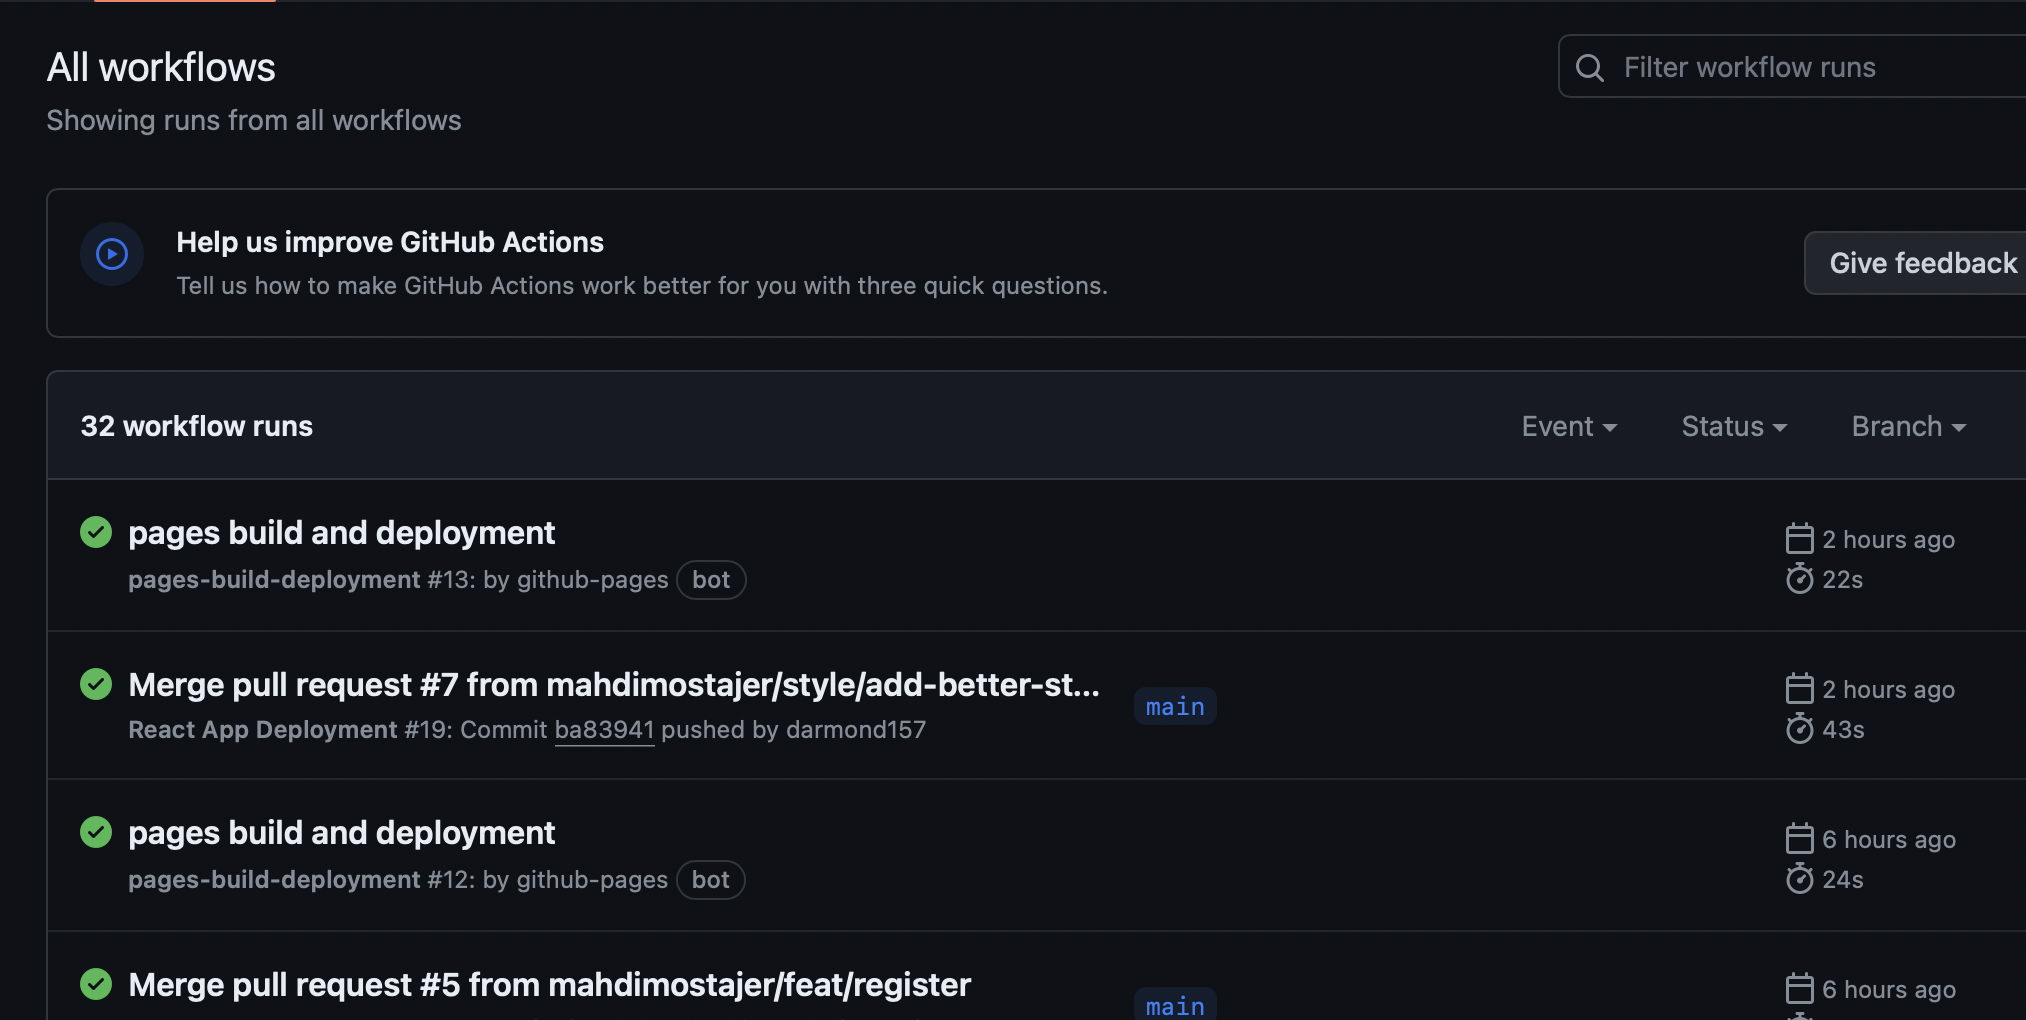 All workflows
Filter workflow runs
Showing runs from all workflows
Help us improve GitHub Actions
Tell us how to make GitHub Actions work better for you with three quick questions.
Give feedback
32 workflow runs
Event
Status
Branch
pages build and deployment
pages-build-deployment #13: by github-pages bot
2 hours ago
22s
Merge pull request #7 from mahdimostajer/style/add-better-st...
React App Deployment #19: Commit ba83941 pushed by darmond157
main
2 hours ago
43s
pages build and deployment
pages-build-deployment #12: by github-pages bot
6 hours ago
24s
Merge pull request #5 from mahdimostajer/feat/register
main
6 hours ago